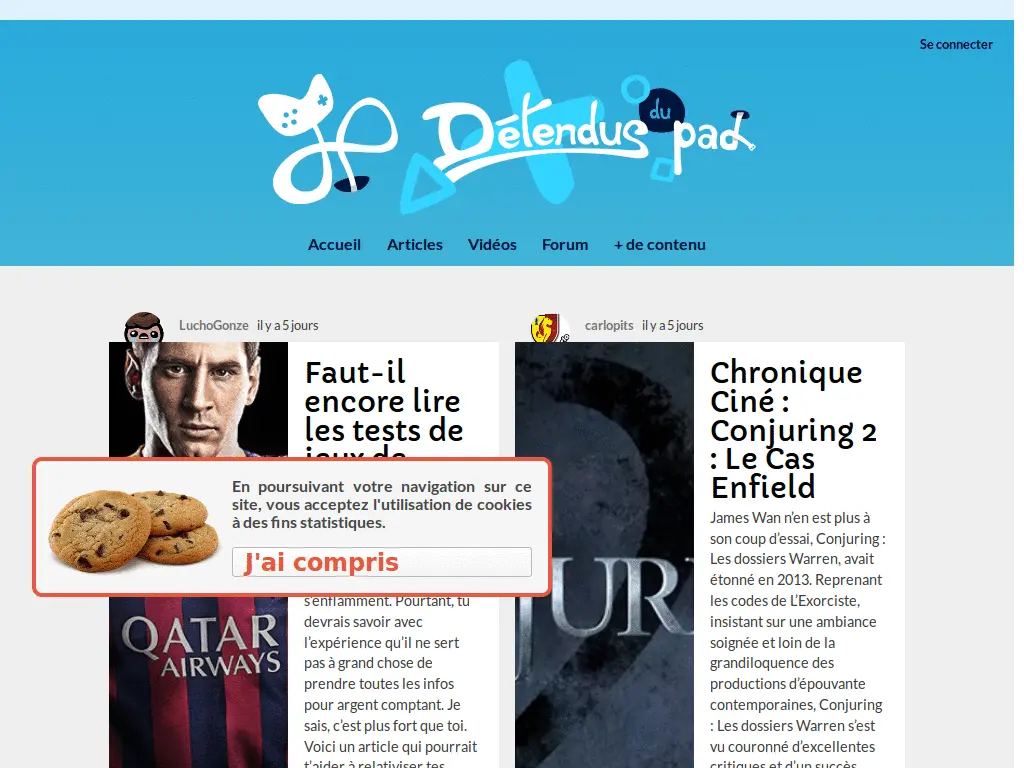 Se connecter
Détendus du pad
Accueil Articles Vidéos Forum + de contenu
LuchoGonze il y a 5 jours
Faut-il
encore lire
les tests de
jeux de
En poursuivant votre navigation sur ce
site, vous acceptez l'utilisation de cookies
à des fins statistiques.
J'ai compris
s'enflamment. Pourtant, tu
devrais savoir avec
l'expérience qu'il ne sert
pas à grand chose de
prendre toutes les infos
pour argent comptant. Je
sais, c'est plus fort que toi.
Voici un article qui pourrait
t'aider à relativiser tes
QATAR
AIRWAYS
carlopits il y a 5 jours
Chronique
Ciné :
Conjuring 2
: Le Cas
Enfield
James Wan n’en est plus à
son coup d’essai, Conjuring :
Les dossiers Warren, avait
étonné en 2013. Reprenant
les codes de L’Exorciste,
insistant sur une ambiance
soignée et loin de la
grandiloquence des
productions d’épouvante
contemporaines, Conjuring
: Les dossiers Warren s’est
vu couronné d’excellentes
critiques et d’un succès
JURI